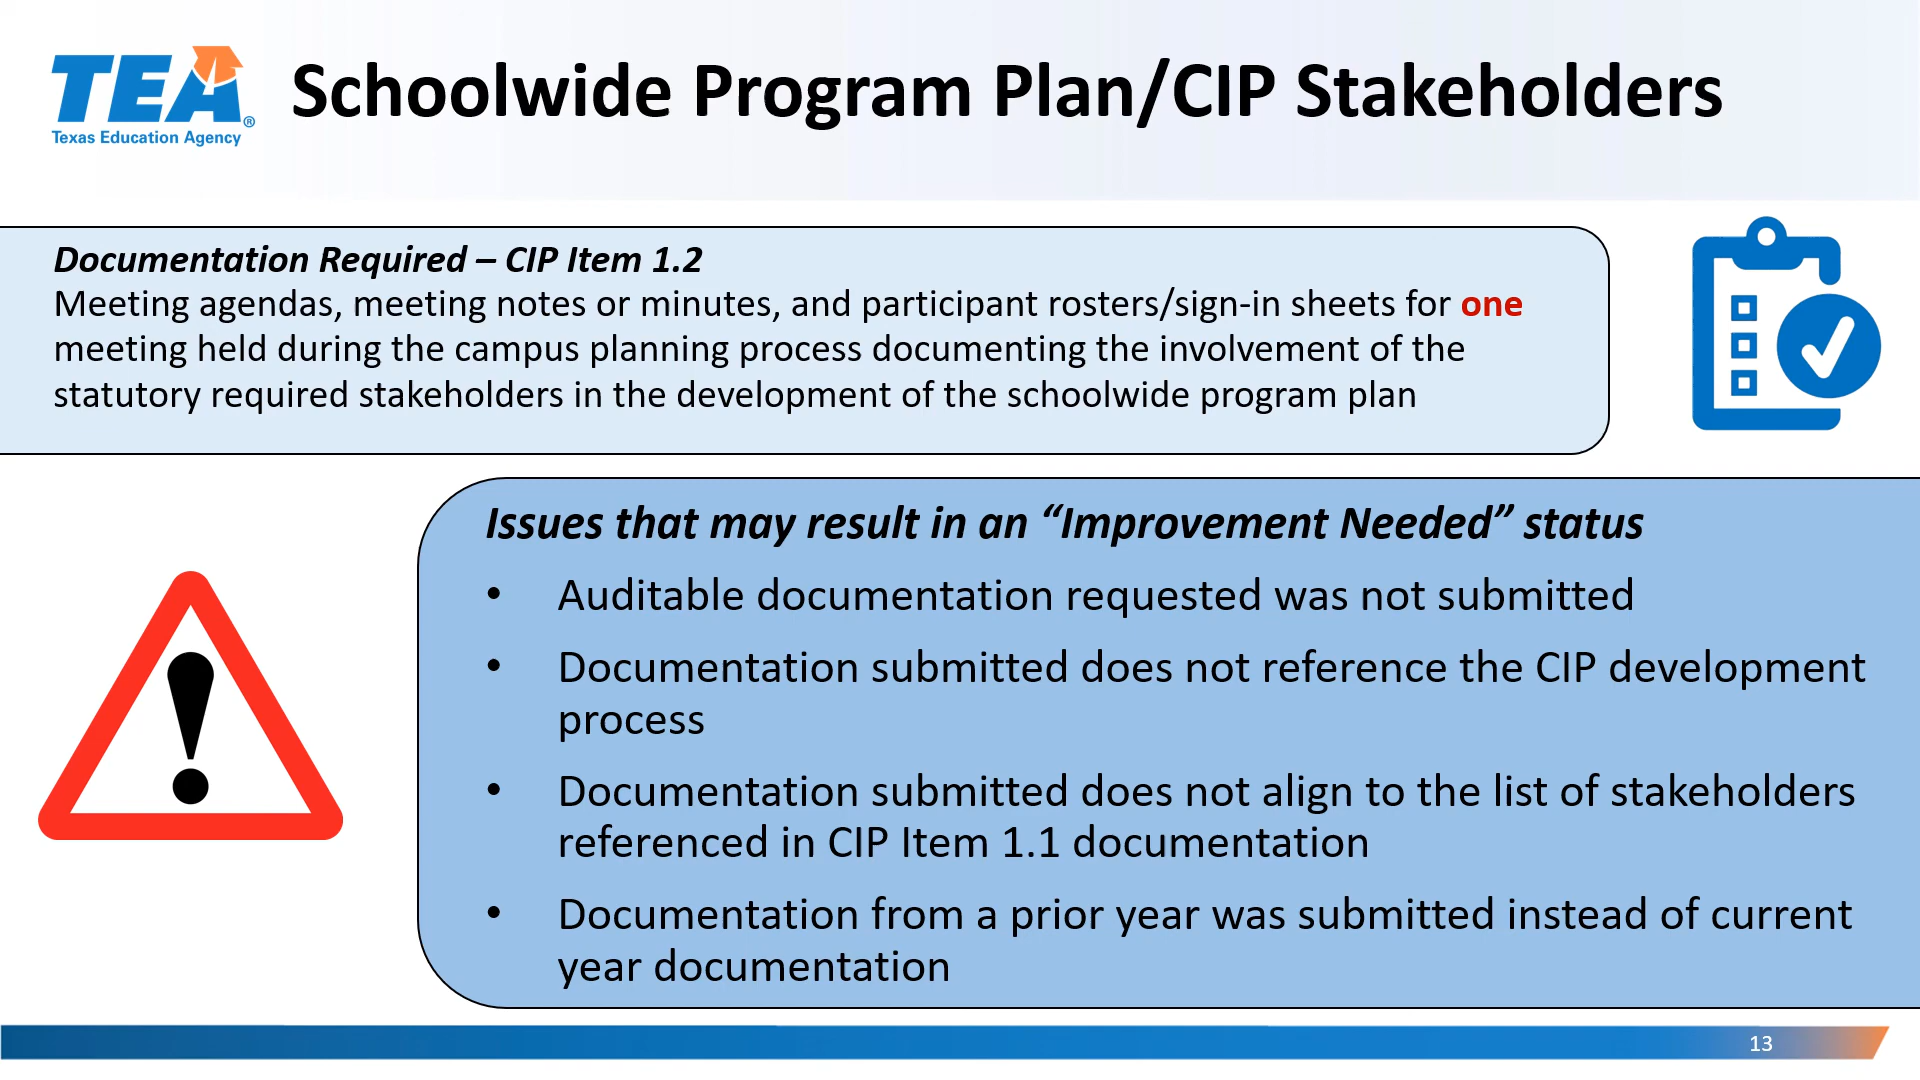 TEA®
Texas Education Agency
Schoolwide Program Plan/CIP Stakeholders
Documentation Required – CIP Item 1.2
Meeting agendas, meeting notes or minutes, and participant rosters/sign-in sheets for one
meeting held during the campus planning process documenting the involvement of the
statutory required stakeholders in the development of the schoolwide program plan
Issues that may result in an “Improvement Needed” status
• Auditable documentation requested was not submitted
• Documentation submitted does not reference the CIP development
process
• Documentation submitted does not align to the list of stakeholders
referenced in CIP Item 1.1 documentation
• Documentation from a prior year was submitted instead of current
year documentation
13